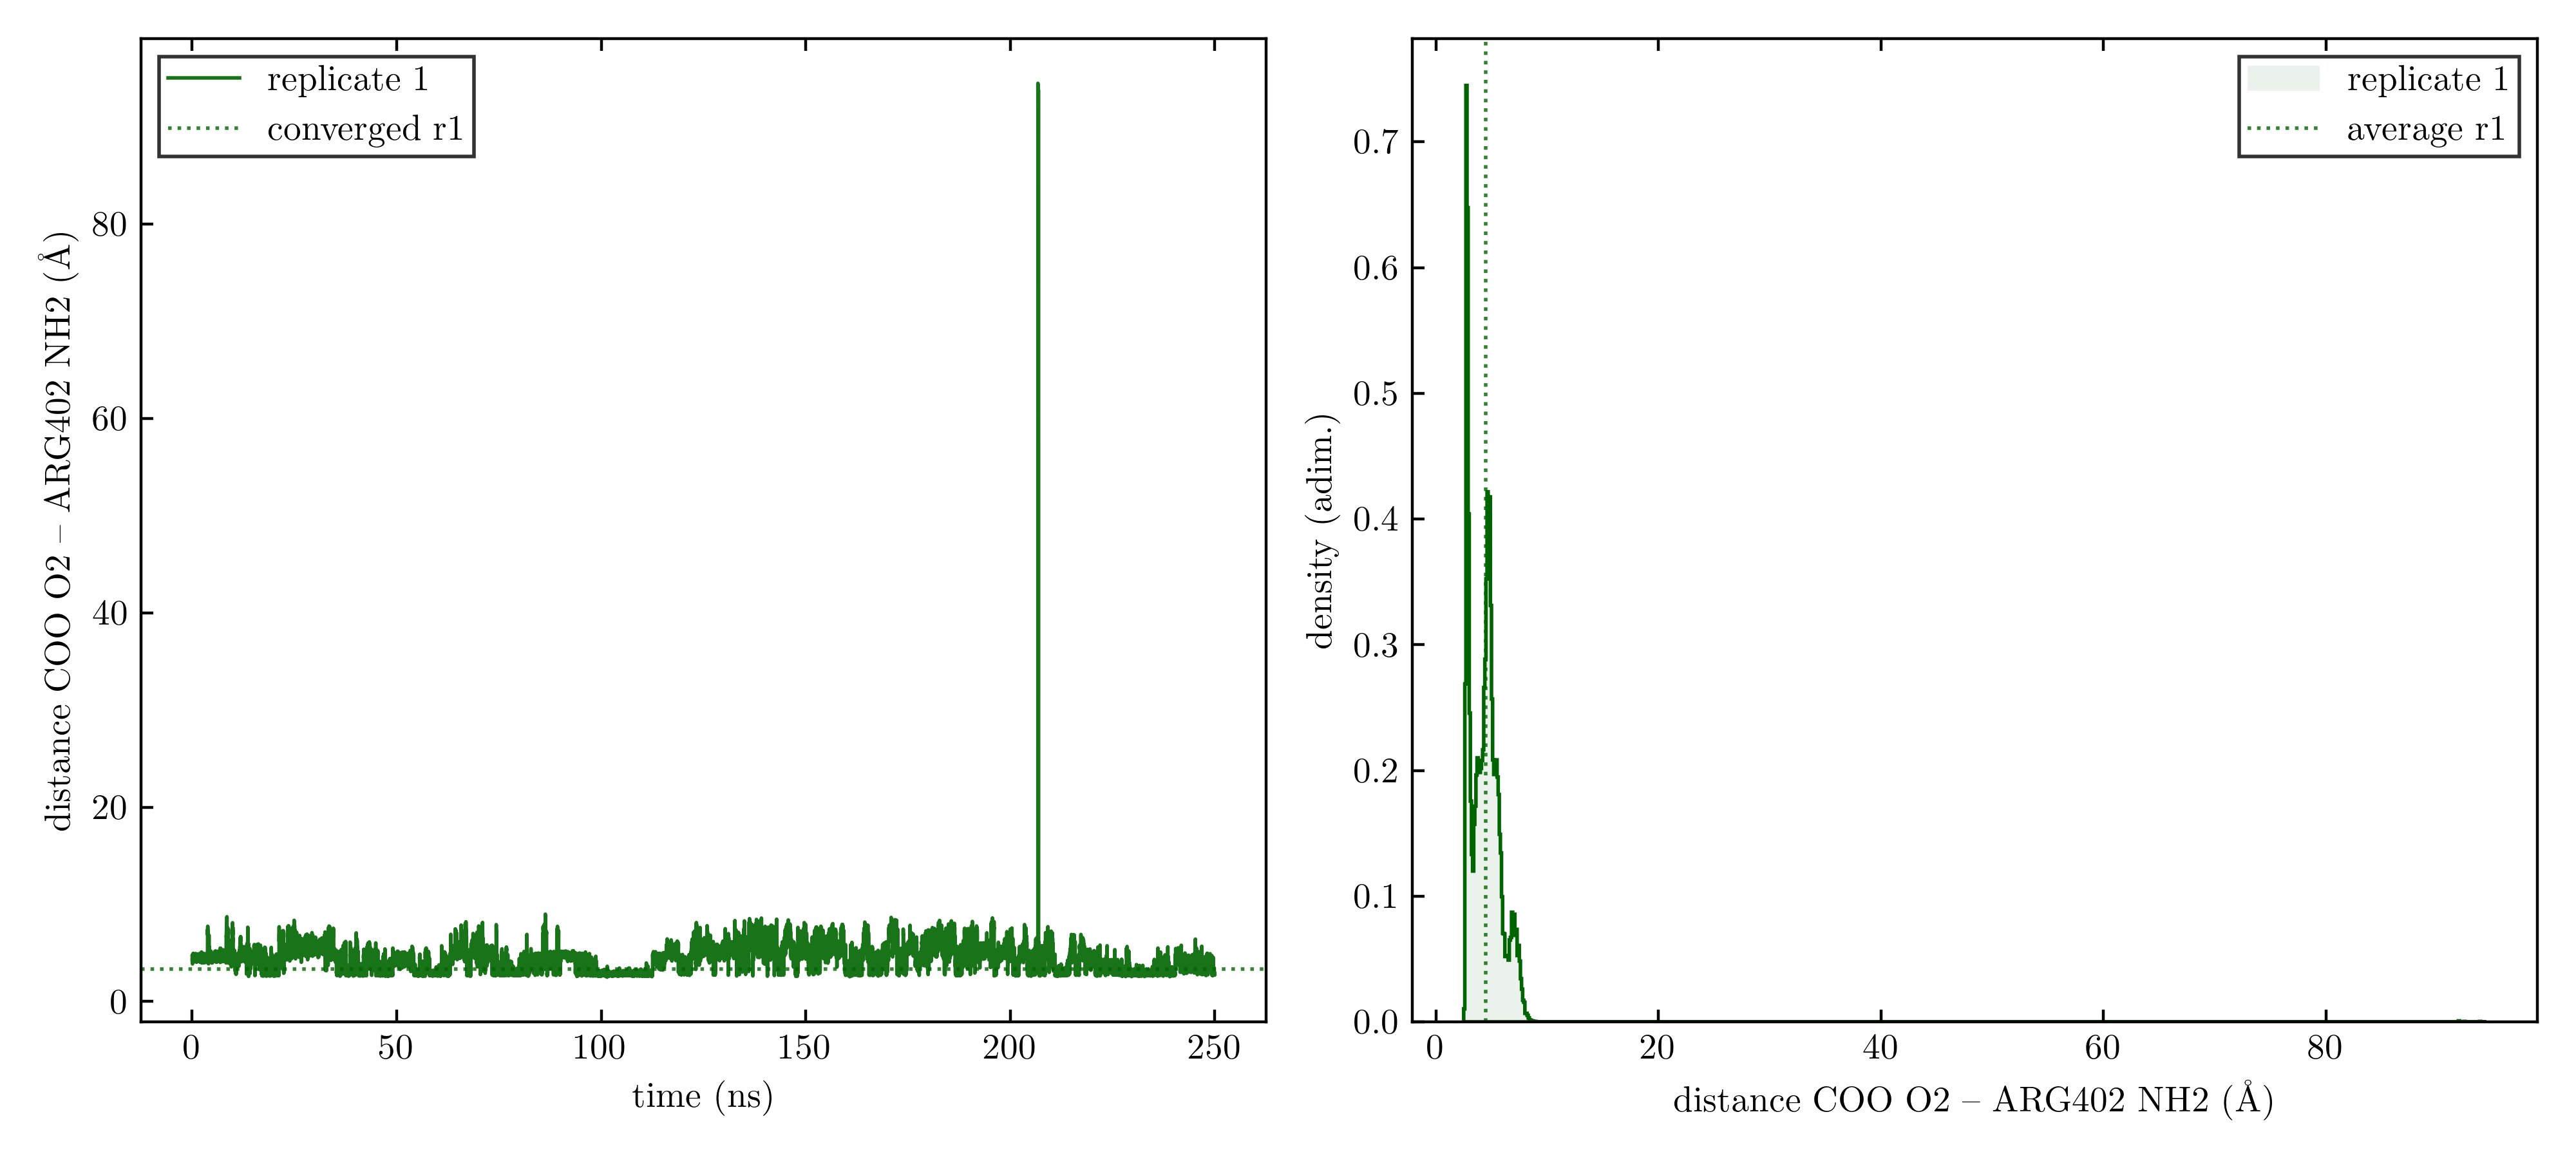 replicate 1
converged r1
distance COO O2 – ARG402 NH2 (Å)
80
60
40
20
0
0 50 100 150 200 250
time (ns)
replicate 1
average r1
density (adim.)
0.7
0.6
0.5
0.4
0.3
0.2
0.1
0.0
0 20 40 60 80
distance COO O2 – ARG402 NH2 (Å)